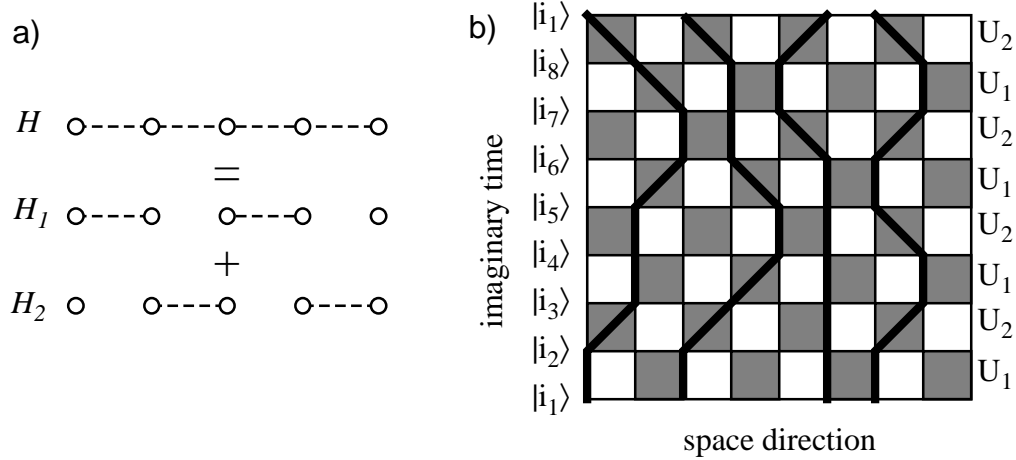 a)
H
=
H₁
+
H₂
b)
|i₁⟩
U₂
|i₈⟩
U₁
|i₇⟩
U₂
|i₆⟩
U₁
|i₅⟩
U₂
|i₄⟩
U₁
|i₃⟩
U₂
|i₂⟩
U₁
|i₁⟩
imaginary time
space direction